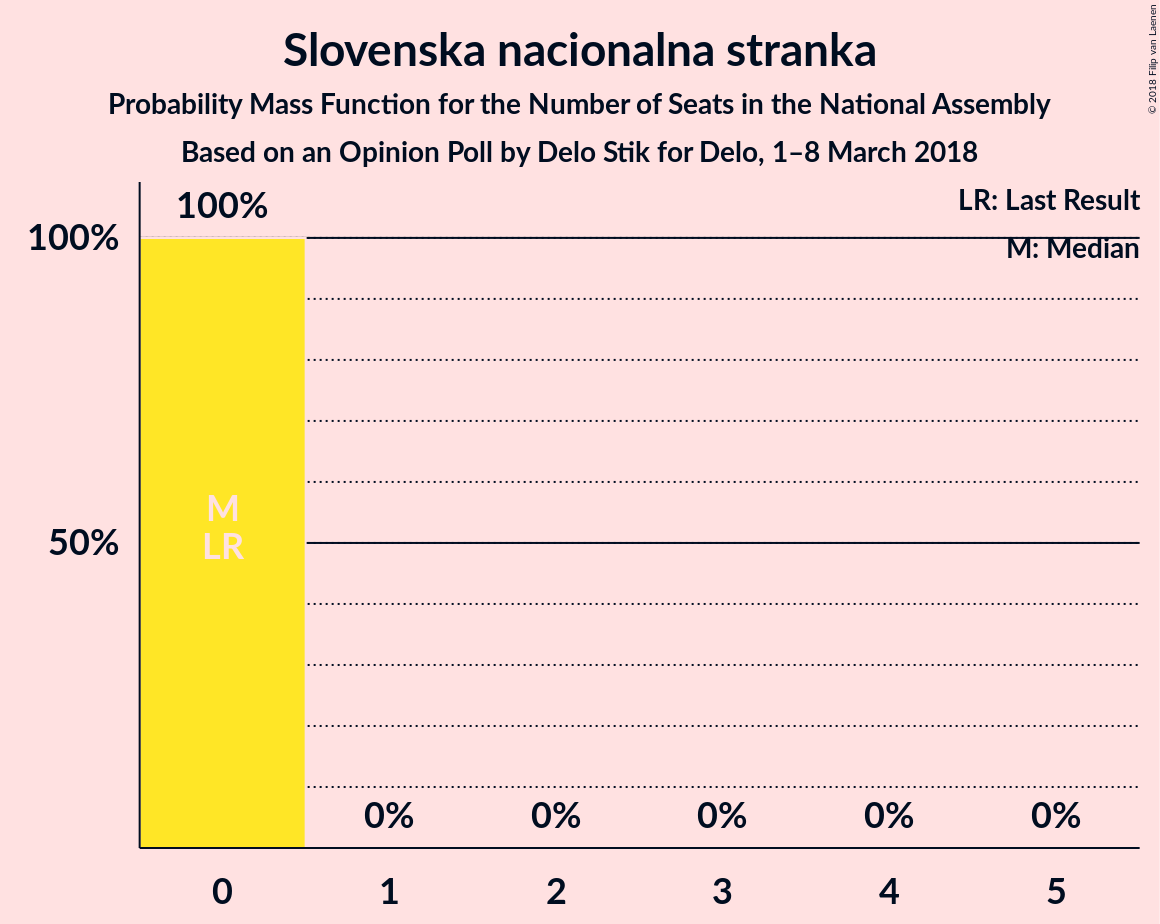 Slovenska nacionalna stranka
Probability Mass Function for the Number of Seats in the National Assembly
Based on an Opinion Poll by Delo Stik for Delo, 1–8 March 2018
© 2018 Filip van Laenen
LR: Last Result
M: Median
100%
100%
50%
M
LR
0%
0%
0%
0%
0%
0
1
2
3
4
5